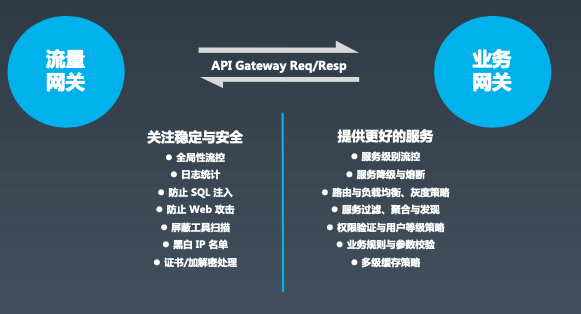 流量
网关
API Gateway Req/Resp
业务
网关
关注稳定与安全
● 全局性流控
● 日志统计
● 防止 SQL 注入
● 防止 Web 攻击
● 屏蔽工具扫描
● 黑白 IP 名单
● 证书/加解密处理
提供更好的服务
● 服务级别流控
● 服务降级与熔断
● 路由与负载均衡、灰度策略
● 服务过滤、聚合与发现
● 权限验证与用户等级策略
● 业务规则与参数校验
● 多级缓存策略